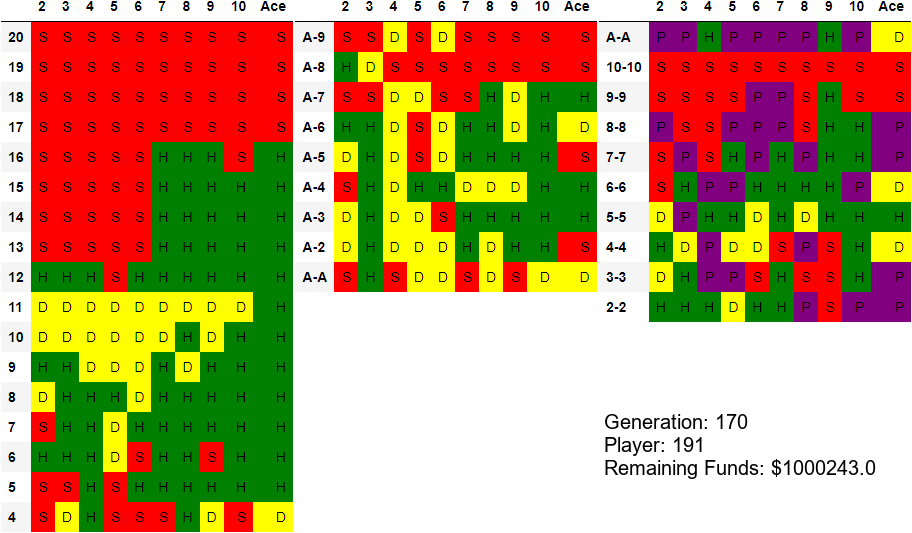 2 3 4 5 6 7 8 9 10 Ace
20 S S S S S S S S S S
19 S S S S S S S S S S
18 S S S S S S S S S S
17 S S S S S S S S S S
16 S S S S S H H H S H
15 S S S S S H H H H H
14 S S S S S H H H H H
13 S S S S S H H H H H
12 H H H S H H H H H H
11 D D D D D D D D D H
10 D D D D D D H D H H
9 H H D D D H D H H H
8 D H H H D H H H H H
7 S H H D H H H H H H
6 H H H D S H H S H H
5 S S H S H H H H H H
4 S D H S S S H D S D
2 3 4 5 6 7 8 9 10 Ace
A-9 S S D S D S S S S S
A-8 H D S S S S S S S S
A-7 S S D D S S H D H H
A-6 H H D S D H H D H D
A-5 D H D S D H H H H S
A-4 S H D H H D D D H H
A-3 D H D D S H H H H H
A-2 D H D D D H D H H S
A-A S H S D D S D S D D
2 3 4 5 6 7 8 9 10 Ace
A-A P P H P P P P H P D
10-10 S S S S S S S S S S
9-9 S S S S P P S H S S
8-8 P S S P P P S H H P
7-7 S P S H P H P H H P
6-6 S H P P H H H H P D
5-5 D P H H D H D H H H
4-4 H D P D D S P S H D
3-3 D H P P S H S S H P
2-2 H H H D H H P S P P
Generation: 170
Player: 191
Remaining Funds: $1000243.0